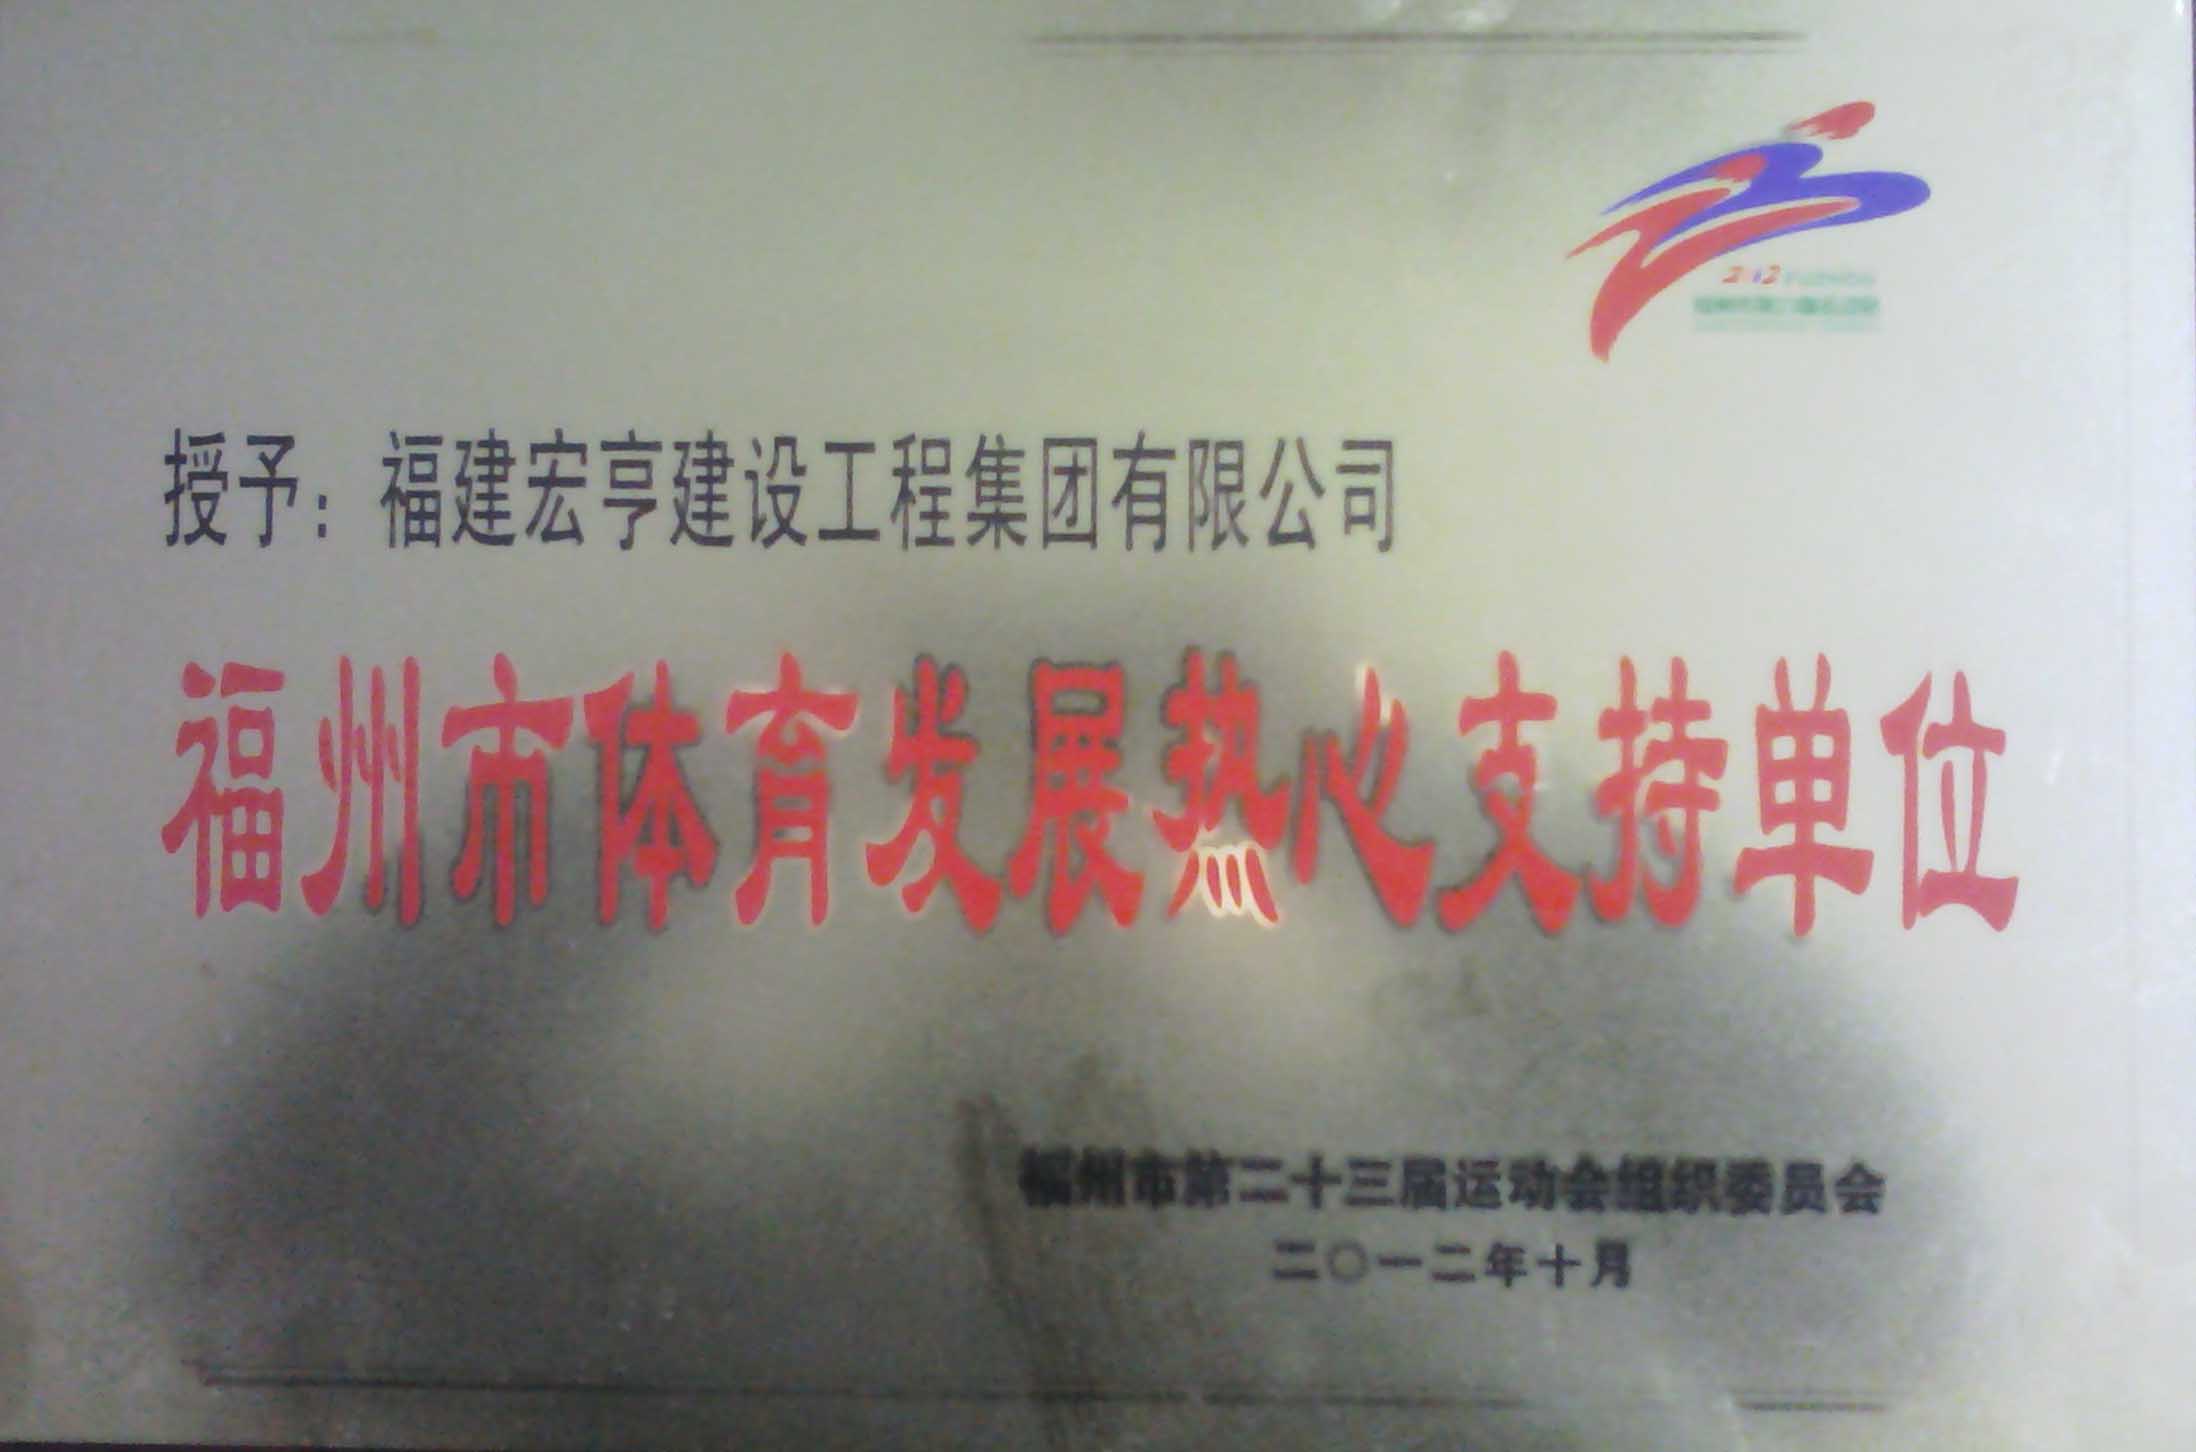 2012
授予：福建宏亨建设工程集团有限公司
福州市体育发展热心支持单位
福州市第二十三届运动会组织委员会
二〇一二年十月